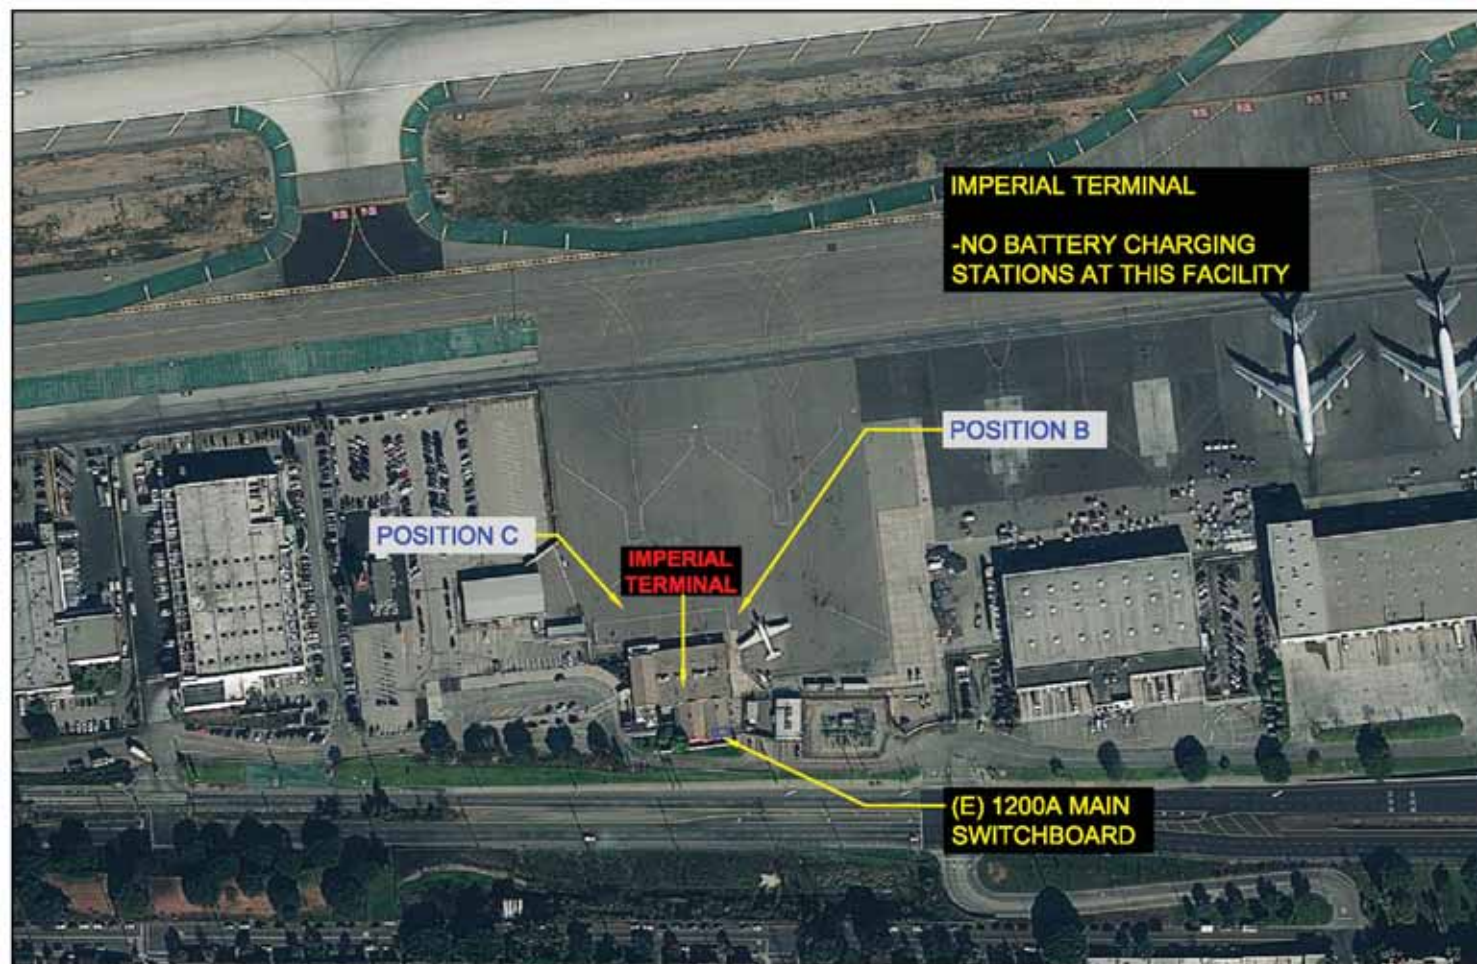 IMPERIAL TERMINAL
-NO BATTERY CHARGING
STATIONS AT THIS FACILITY
POSITION B
POSITION C
IMPERIAL
TERMINAL
(E) 1200A MAIN
SWITCHBOARD